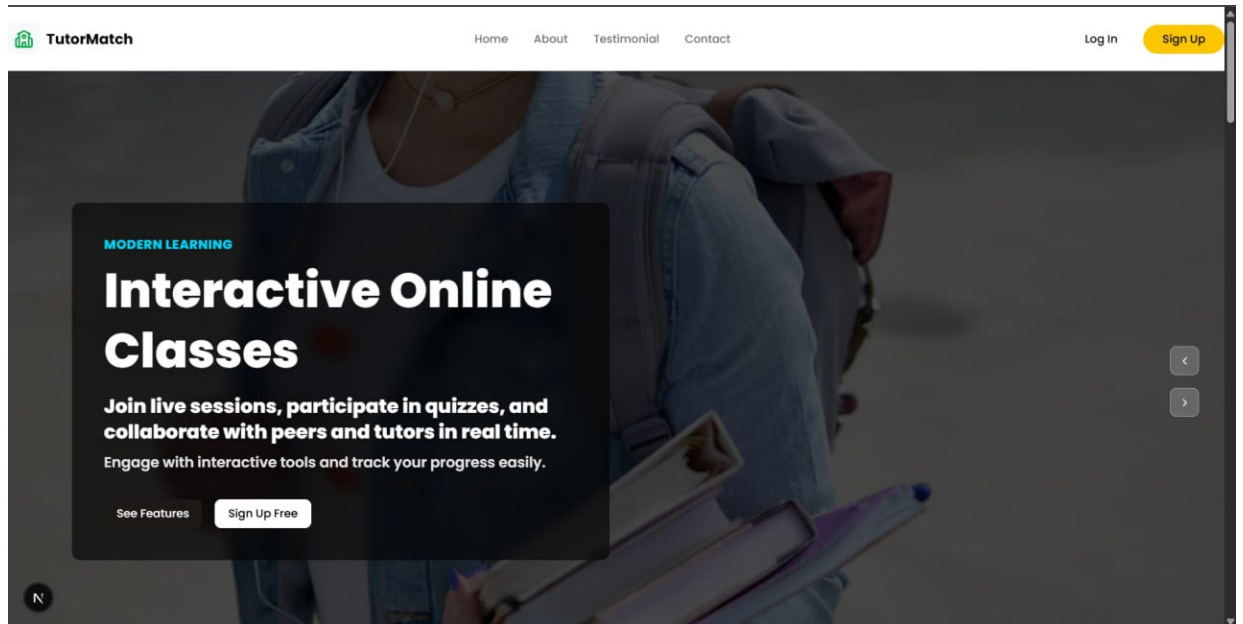 TutorMatch
Home About Testimonial Contact
Log In Sign Up
MODERN LEARNING
Interactive Online
Classes
Join live sessions, participate in quizzes, and
collaborate with peers and tutors in real time.
Engage with interactive tools and track your progress easily.
See Features Sign Up Free
N